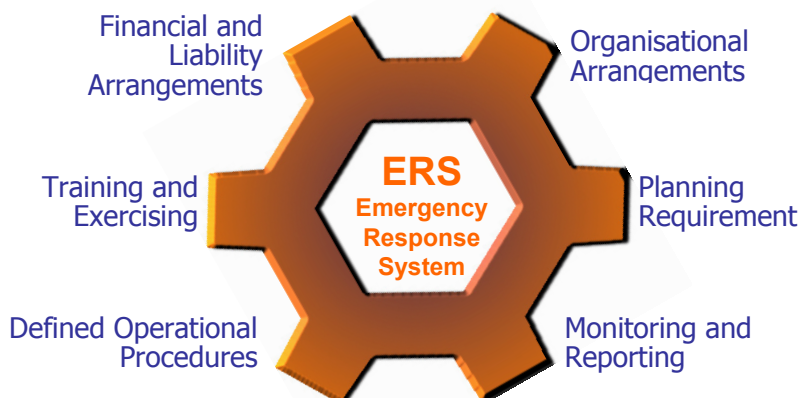 Financial and
Liability
Arrangements
Organisational
Arrangements
Training and
Exercising
ERS
Emergency
Response
System
Planning
Requirement
Defined Operational
Procedures
Monitoring and
Reporting